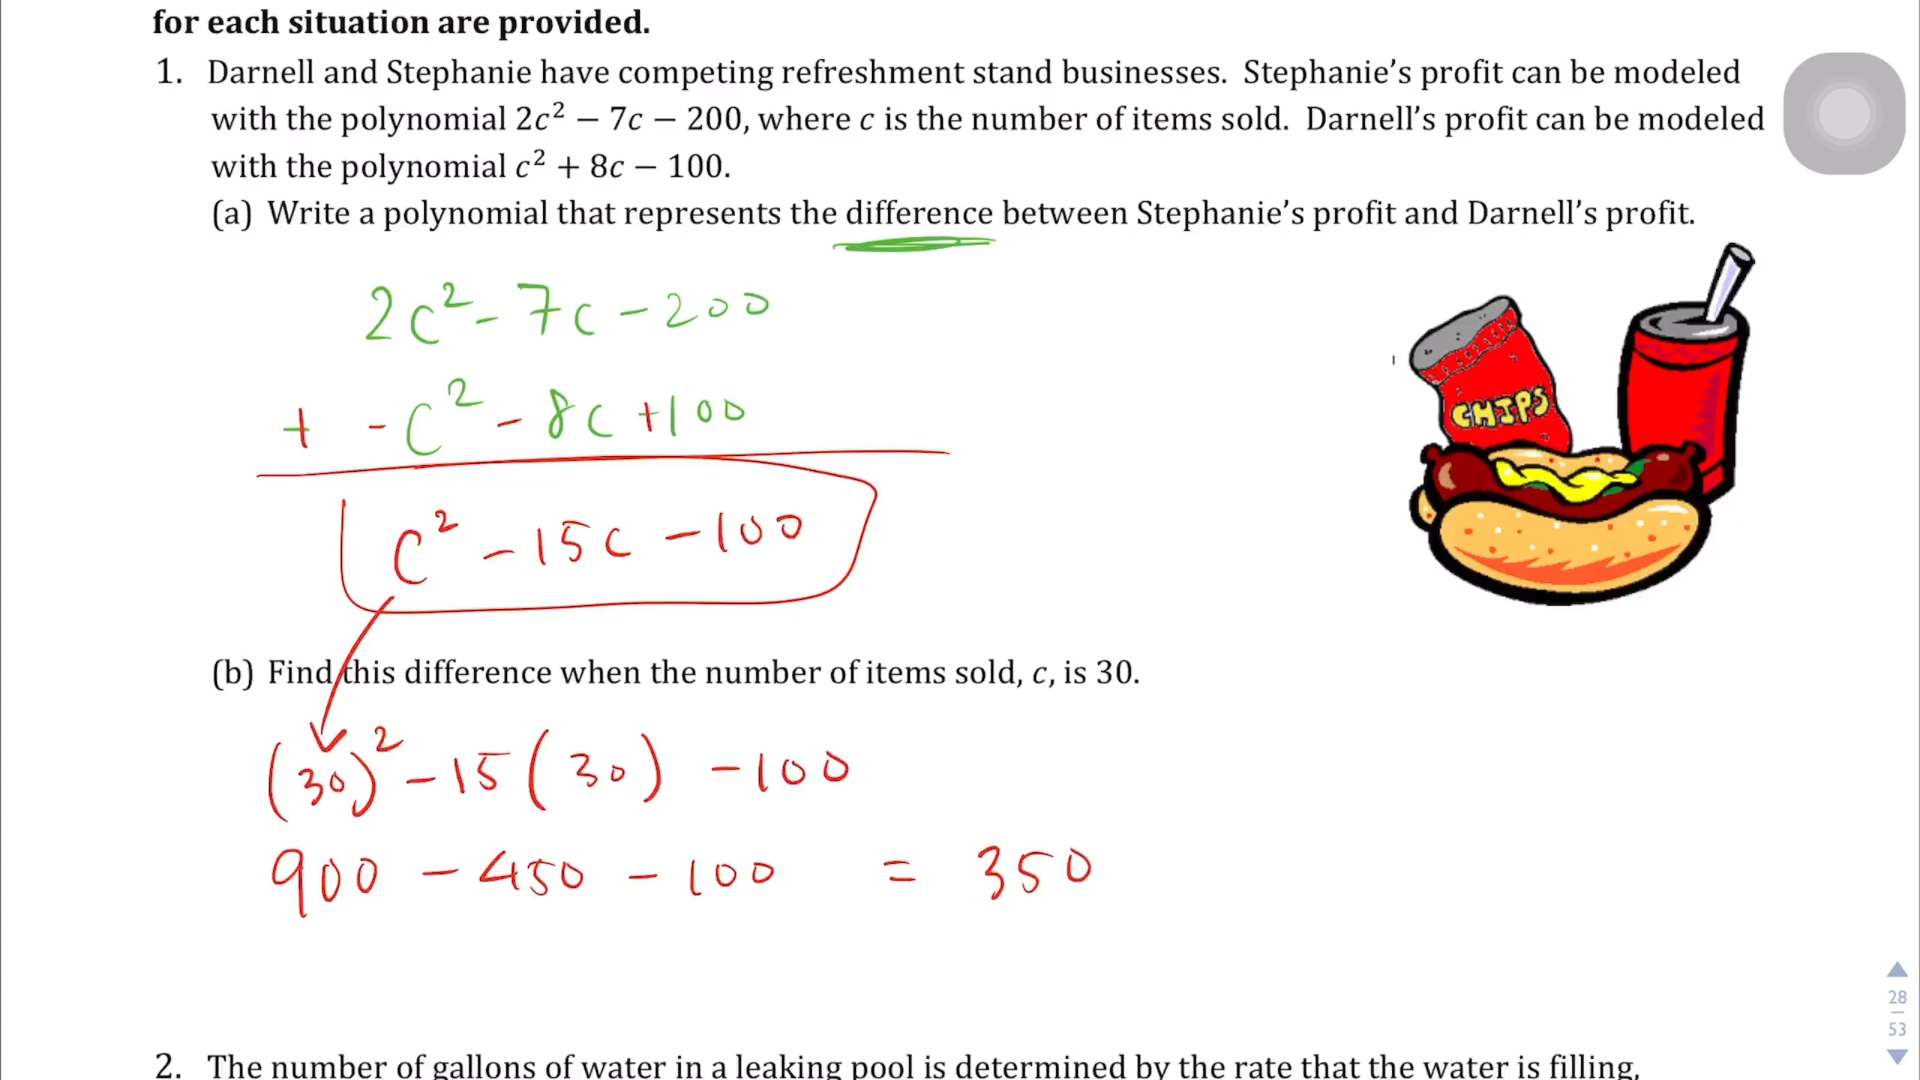 for each situation are provided.
1. Darnell and Stephanie have competing refreshment stand businesses. Stephanie's profit can be modeled
with the polynomial 2c² − 7c − 200, where c is the number of items sold. Darnell's profit can be modeled
with the polynomial c² + 8c − 100.
(a) Write a polynomial that represents the difference between Stephanie's profit and Darnell's profit.
2c² - 7c - 200
+ -c² - 8c + 100
c² - 15c - 100
CHIPS
(b) Find this difference when the number of items sold, c, is 30.
(30)² - 15(30) - 100
900 - 450 - 100 = 350
28
53
2. The number of gallons of water in a leaking pool is determined by the rate that the water is filling,